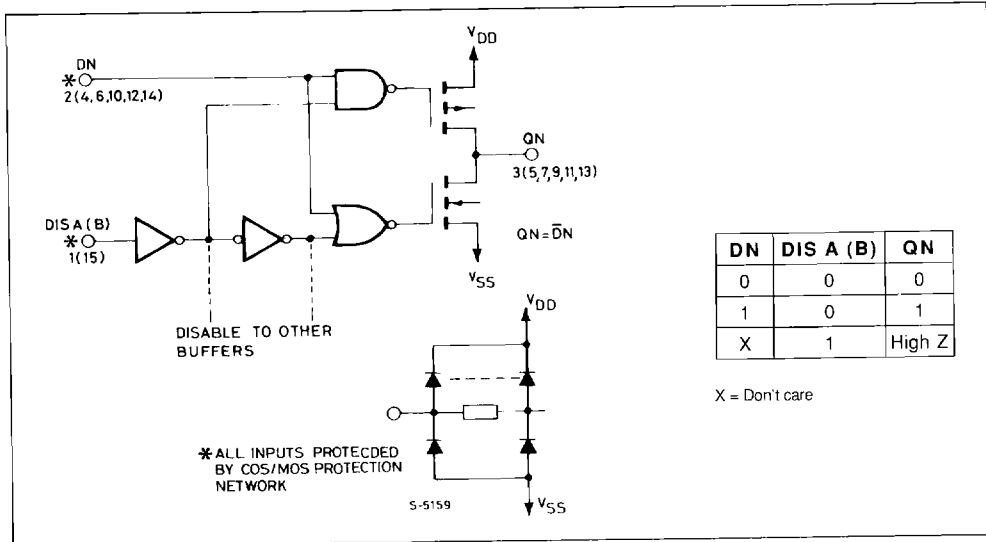 VDD
DN
* 2(4,6,10,12,14)
QN
3(5,7,9,11,13)
DIS A (B)
* 1(15)
QN=D̅N
VSS
DISABLE TO OTHER
BUFFERS
VDD
* ALL INPUTS PROTECDED
BY COS/MOS PROTECTION
NETWORK
S-5159
VSS
DN DIS A (B) QN
0 0 0
1 0 1
X 1 High Z
X = Don't care